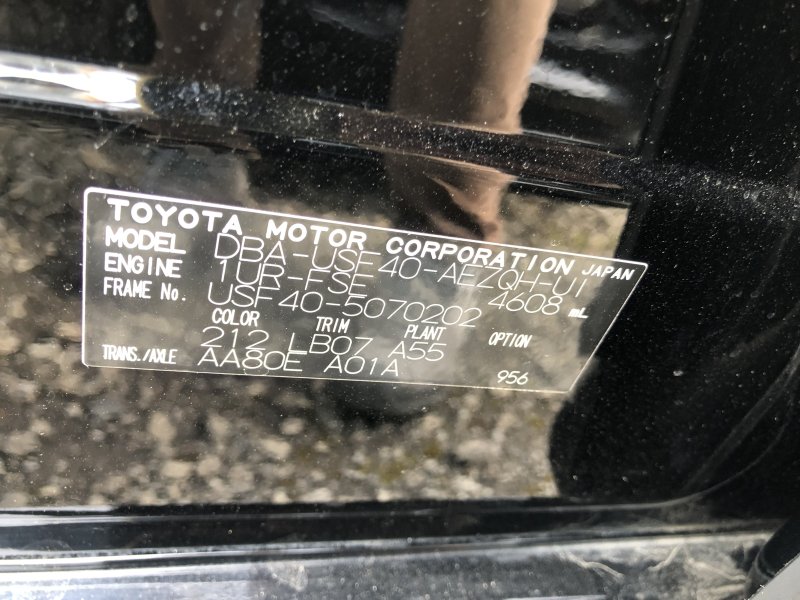 TOYOTA MOTOR CORPORATION JAPAN
MODEL DBA-USF40-AEZQH-UI
ENGINE 1UR-FSE 4608 mL
FRAME No. USF40-5070202
COLOR TRIM PLANT OPTION
212 LB07 A55
TRANS./AXLE AA80E A01A
956